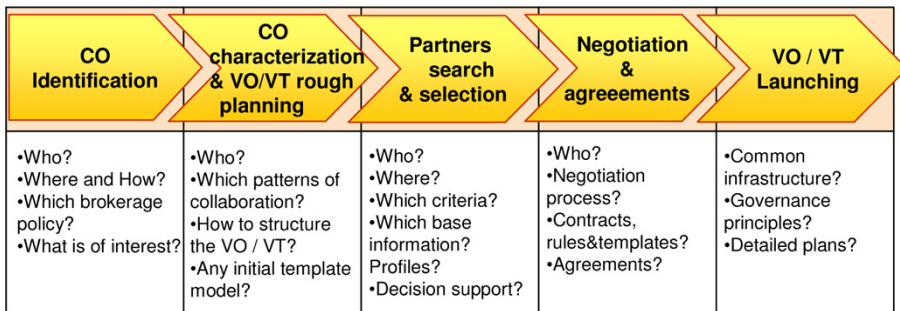 CO
Identification
CO
characterization
& VO/VT rough
planning
Partners
search
& selection
Negotiation
&
agreeements
VO / VT
Launching
•Who?
•Where and How?
•Which brokerage
policy?
•What is of interest?
•Who?
•Which patterns of
collaboration?
•How to structure
the VO / VT?
•Any initial template
model?
•Who?
•Where?
•Which criteria?
•Which base
information?
Profiles?
•Decision support?
•Who?
•Negotiation
process?
•Contracts,
rules&templates?
•Agreements?
•Common
infrastructure?
•Governance
principles?
•Detailed plans?